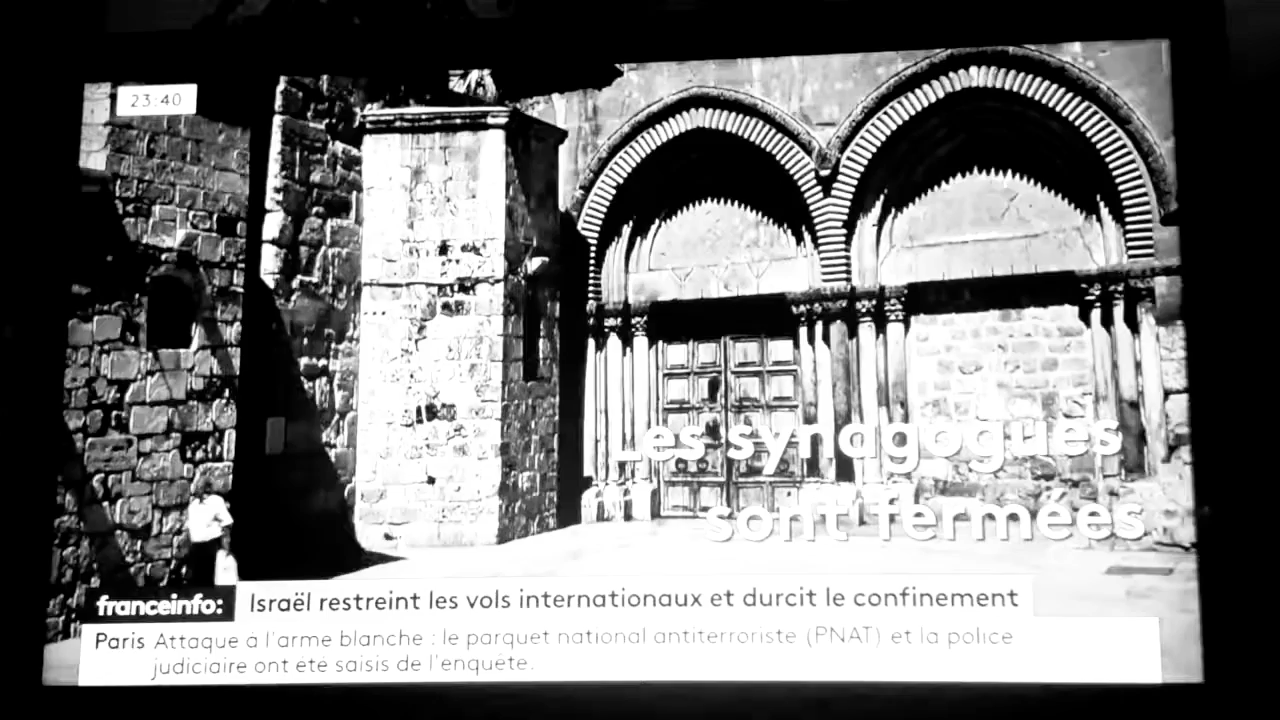 23:40
Les synagogues
sont fermées
franceinfo: Israël restreint les vols internationaux et durcit le confinement
Paris Attaque à l'arme blanche : le parquet national antiterroriste (PNAT) et la police
judiciaire ont été saisis de l'enquête.